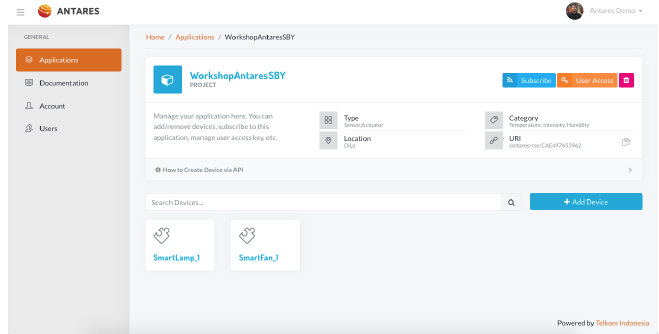 ANTARES
Antares Demo
GENERAL
Applications
Documentation
Account
Users
Home / Applications / WorkshopAntaresSBY
WorkshopAntaresSBY
PROJECT
Subscribe
User Access
Manage your application here. You can
add/remove devices, subscribe to this
application, manage user access key, etc.
Type
Sensor,Actuator
Location
DiLo
Category
Temperature, Intensity, Humidity
URI
/antares-cse/CAE497653962
How to Create Device via API
Search Devices...
+ Add Device
SmartLamp_1
SmartFan_1
Powered by Telkom Indonesia